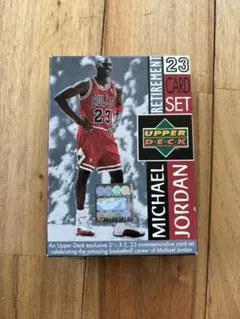 23
RETIREMENT
CARD
SET
UPPER
DECK
MICHAEL
JORDAN
BULLS
23
An Upper Deck exclusive 3½ X 5, 23 commemorative card set
celebrating the amazing basketball career of Michael Jordan